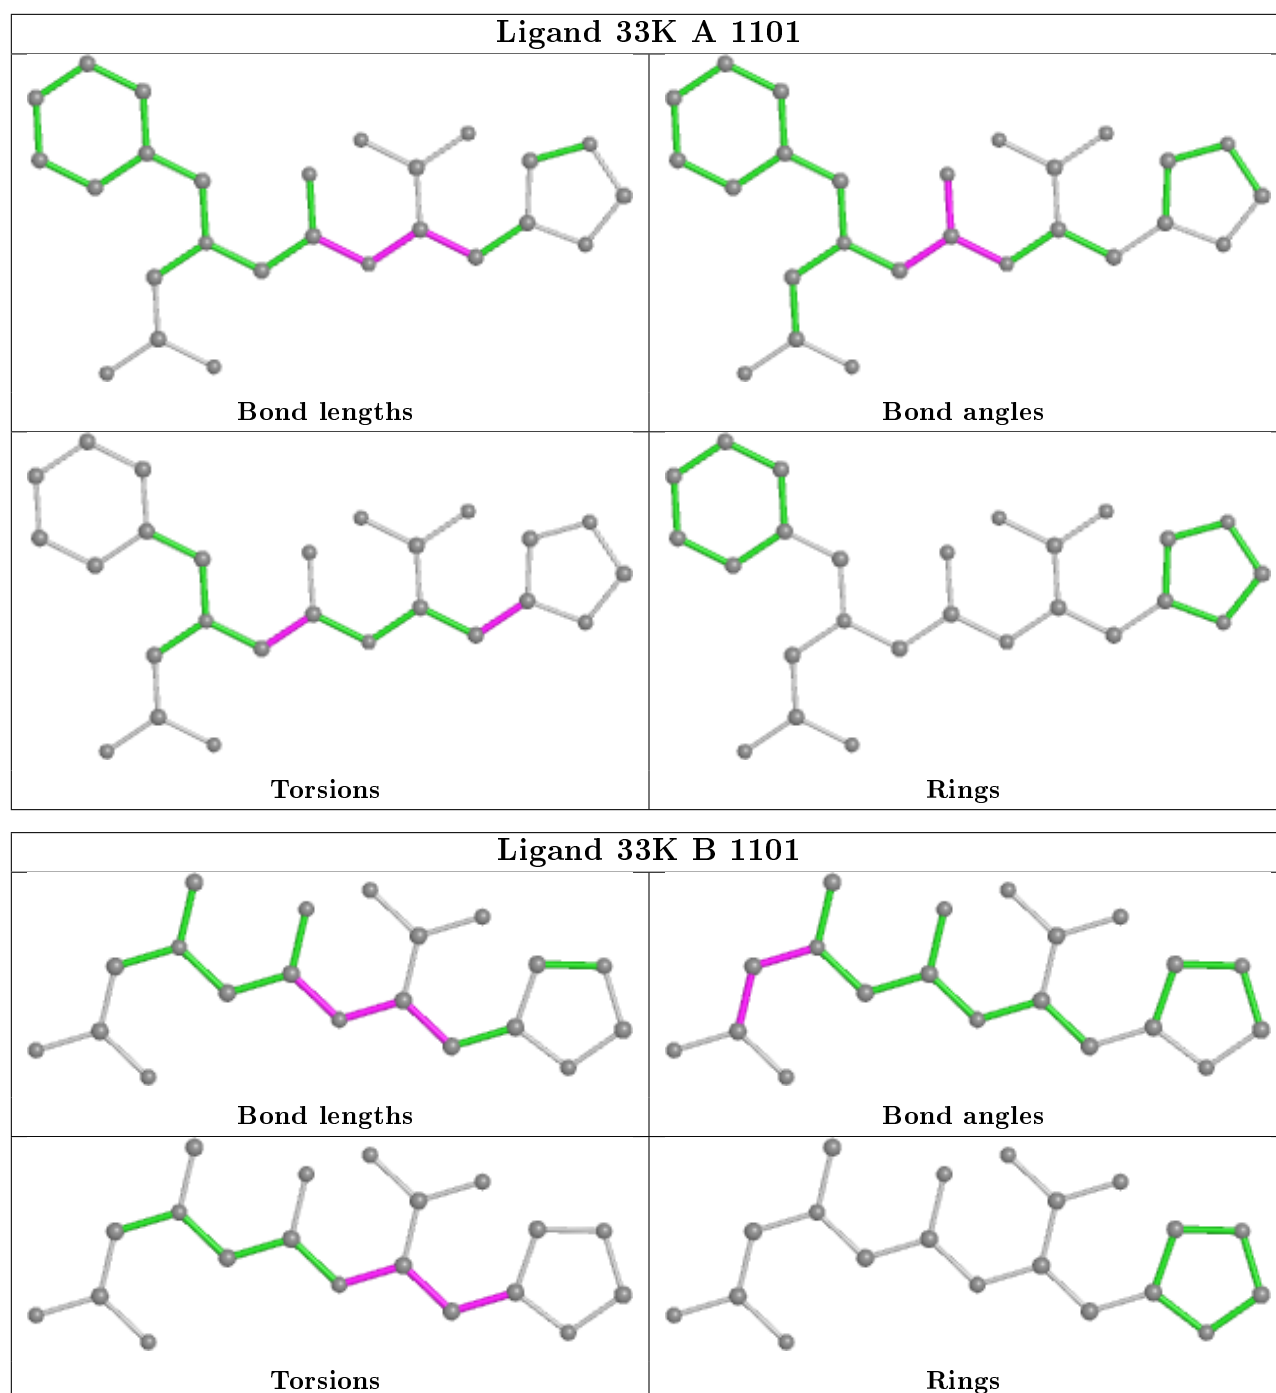 Ligand 33K A 1101
Bond lengths
Bond angles
Torsions
Rings
Ligand 33K B 1101
Bond lengths
Bond angles
Torsions
Rings